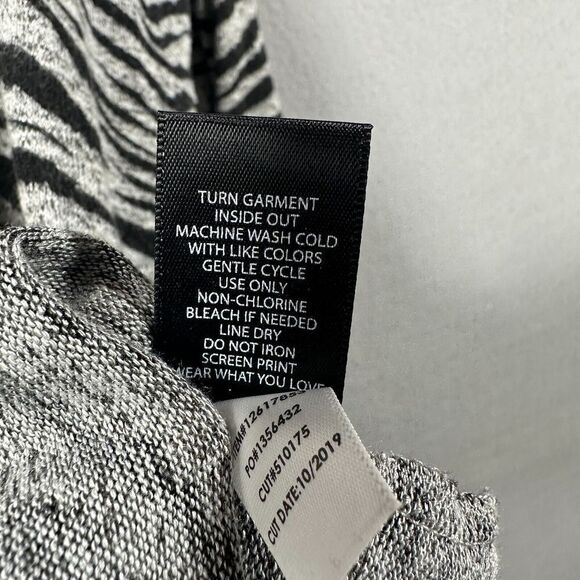 TURN GARMENT
INSIDE OUT
MACHINE WASH COLD
WITH LIKE COLORS
GENTLE CYCLE
USE ONLY
NON-CHLORINE
BLEACH IF NEEDED
LINE DRY
DO NOT IRON
SCREEN PRINT
WEAR WHAT YOU LOVE
PO#1356432
CUT#510175
CUT DATE:10/2019